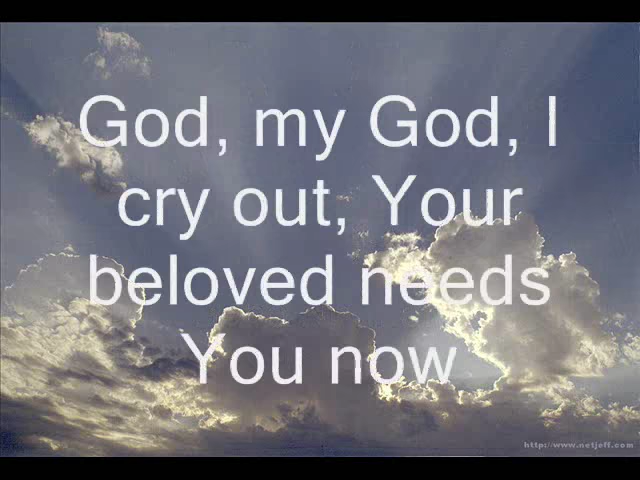 God, my God, I
cry out, Your
beloved needs
You now
http://www.netjeff.com